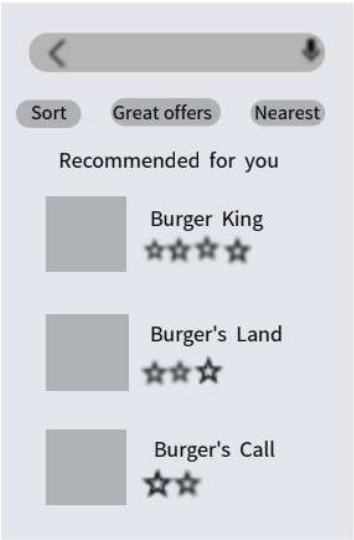 Sort Great offers Nearest
Recommended for you
Burger King
Burger's Land
Burger's Call